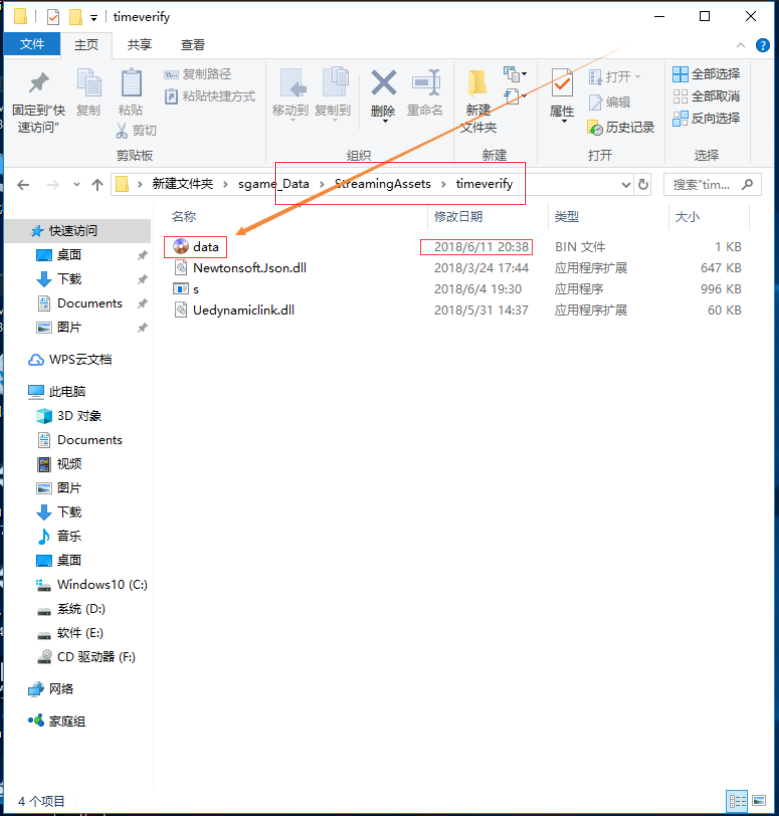 timeverify
文件 主页 共享 查看
固定到"快速访问"
复制
粘贴
剪切
复制路径
粘贴快捷方式
剪贴板
移动到
复制到
删除
重命名
组织
新建
文件夹
新建
属性
打开
编辑
历史记录
打开
全部选择
全部取消
反向选择
选择
新建文件夹 › sgame_Data › StreamingAssets › timeverify
搜索"tim...
名称 修改日期 类型 大小
data 2018/6/11 20:38 BIN 文件 1 KB
Newtonsoft.Json.dll 2018/3/24 17:44 应用程序扩展 647 KB
s 2018/6/4 19:30 应用程序 996 KB
Uedynamiclink.dll 2018/5/31 14:37 应用程序扩展 60 KB
快速访问
桌面
下载
Documents
图片
WPS云文档
此电脑
3D 对象
Documents
视频
图片
下载
音乐
桌面
Windows10 (C:)
系统 (D:)
软件 (E:)
CD 驱动器 (F:)
网络
家庭组
4 个项目